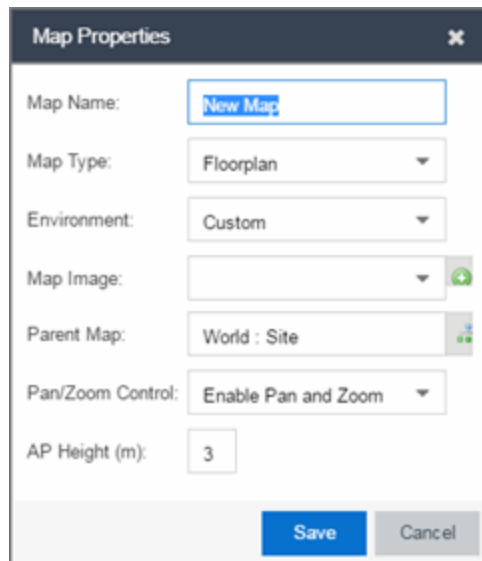 Map Properties
Map Name: New Map
Map Type: Floorplan
Environment: Custom
Map Image:
Parent Map: World : Site
Pan/Zoom Control: Enable Pan and Zoom
AP Height (m): 3
Save Cancel